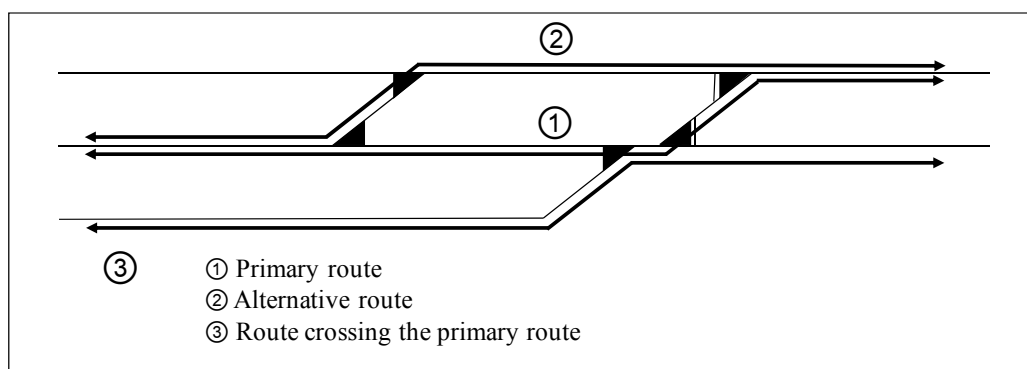 ②
①
③
① Primary route
② Alternative route
③ Route crossing the primary route